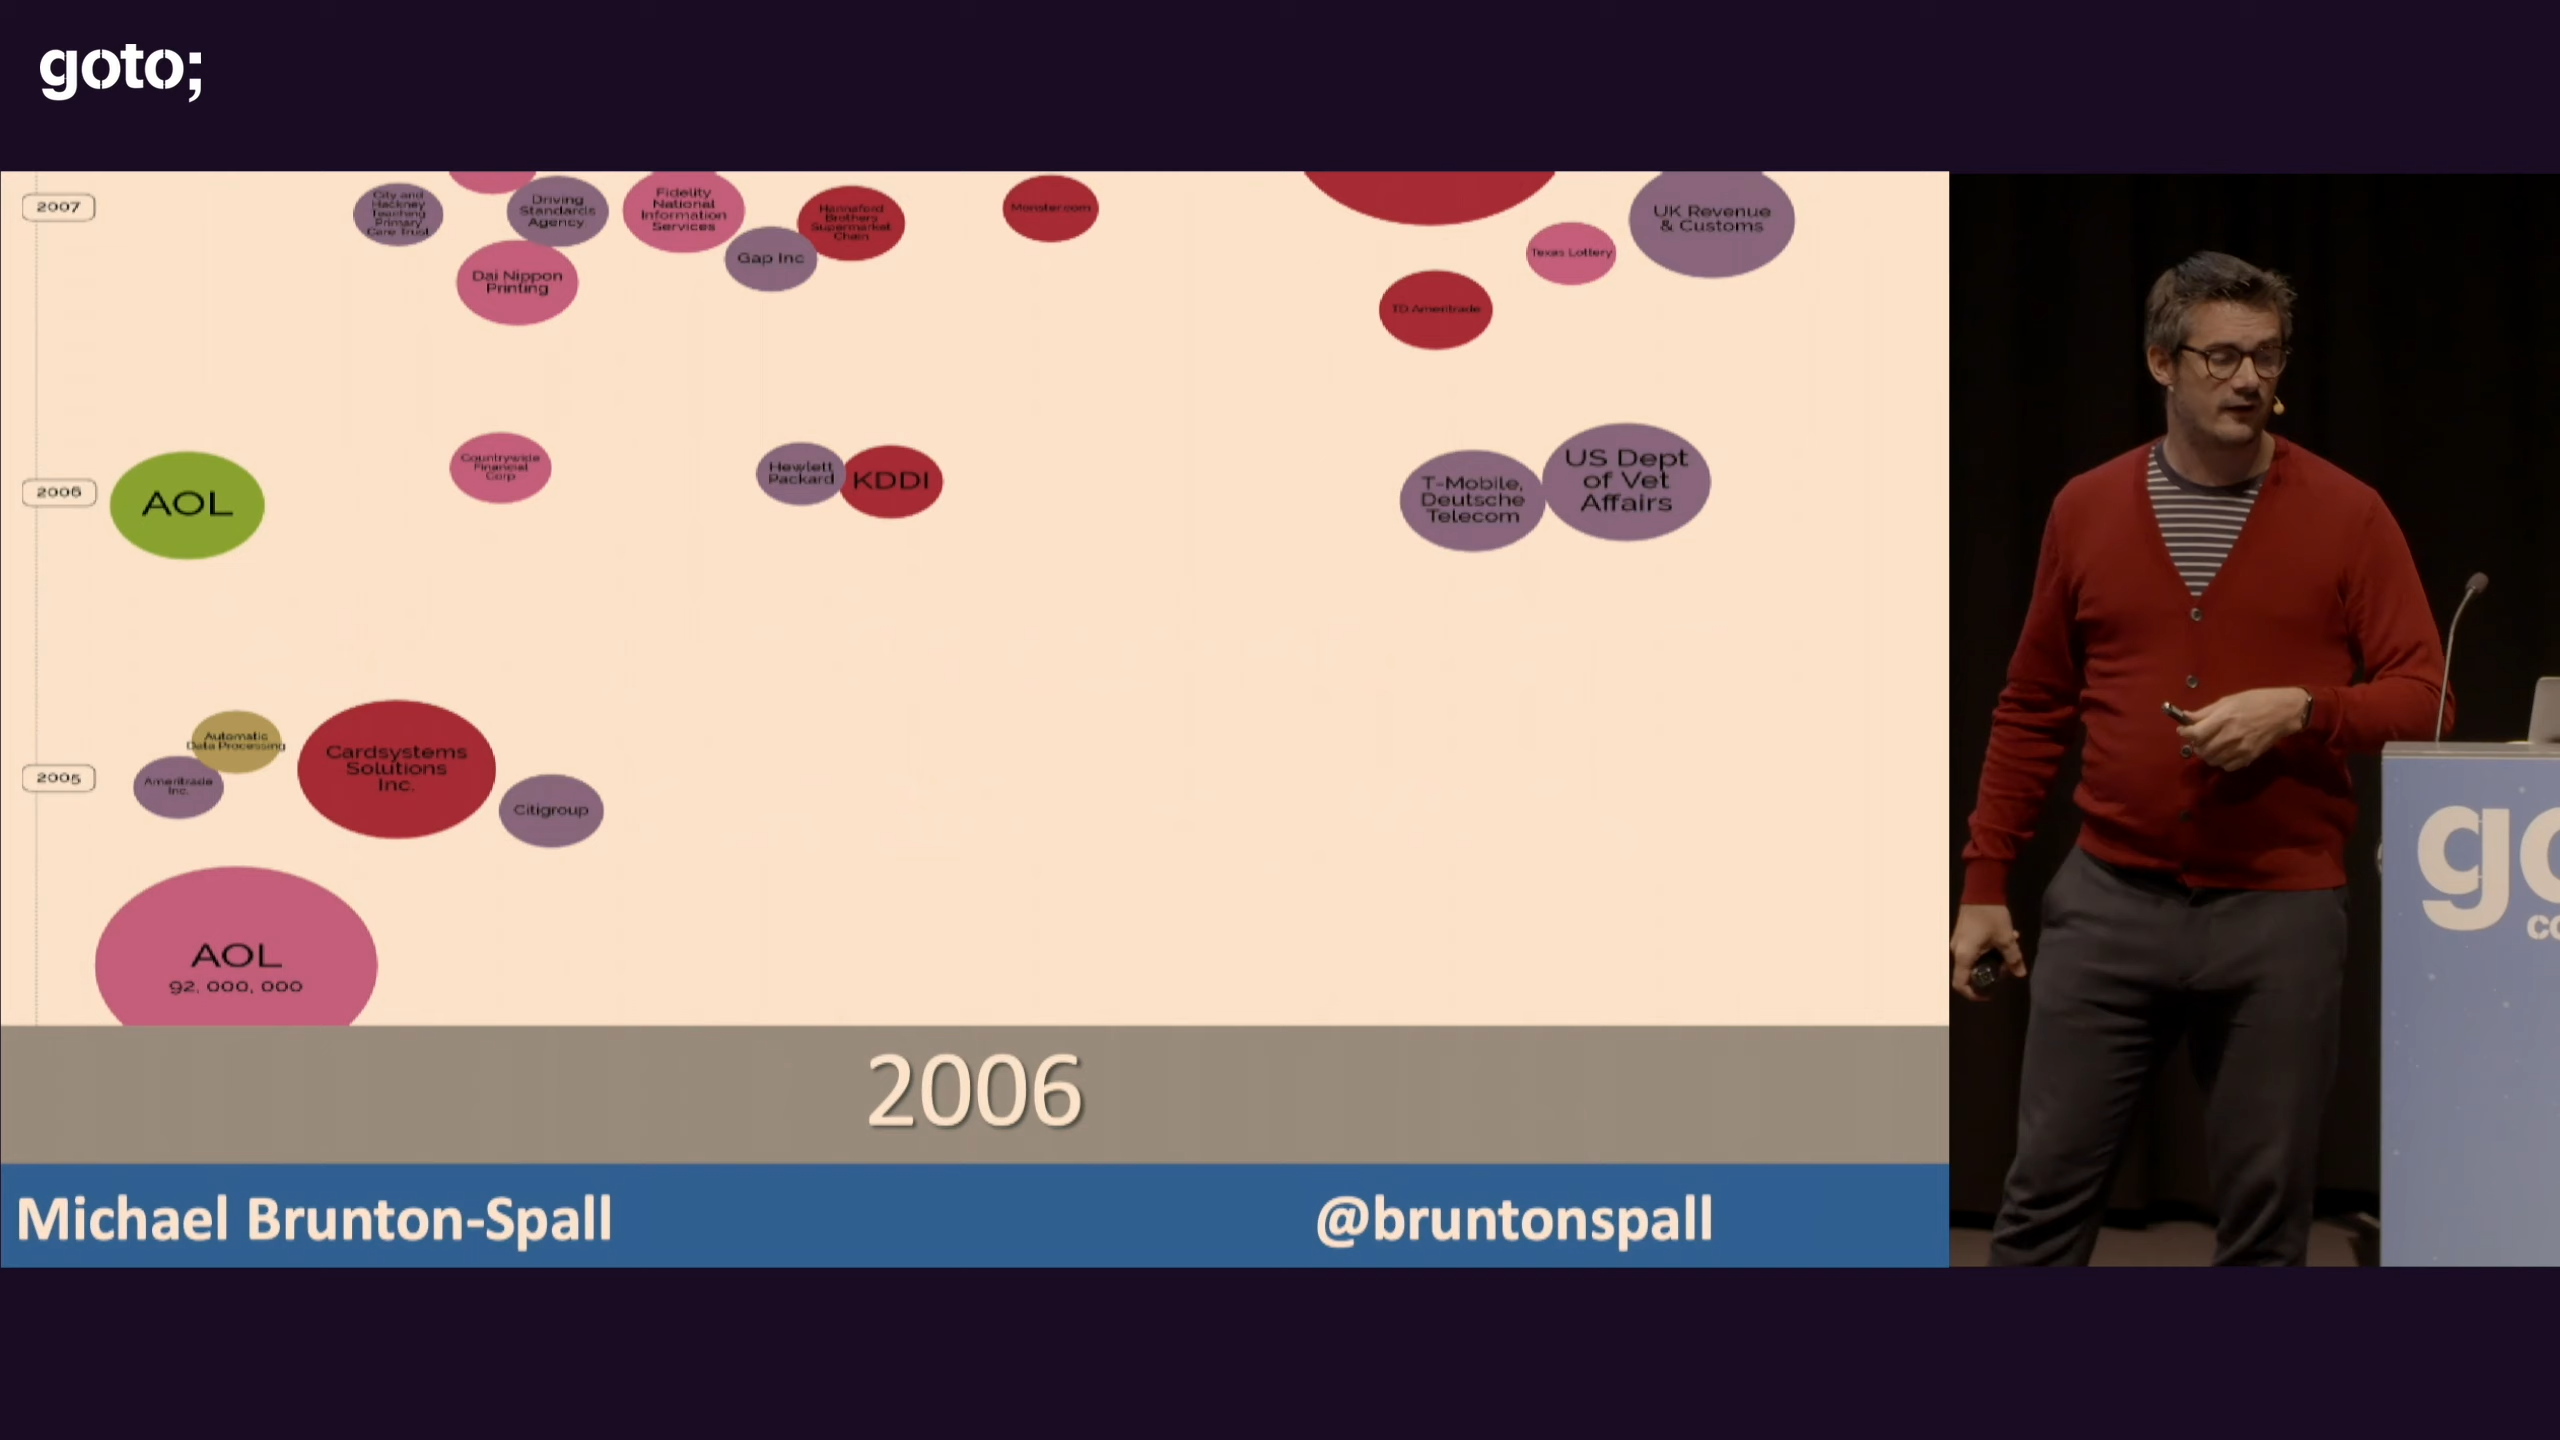 goto;
2007
City and
Hackney
Teaching
Primary
Care Trust
Driving
Standards
Agency
Fidelity
National
Information
Services
Hannaford
Brothers
Supermarket
Chain
Monster.com
UK Revenue
& Customs
Gap Inc
Texas Lottery
Dai Nippon
Printing
TD Ameritrade
2006
AOL
Countrywide
Financial
Corp
Hewlett
Packard
KDDI
T-Mobile,
Deutsche
Telecom
US Dept
of Vet
Affairs
2005
Automatic
Data Processing
Ameritrade
Inc.
Cardsystems
Solutions
Inc.
Citigroup
AOL
92, 000, 000
2006
Michael Brunton-Spall
@bruntonspall
go
co